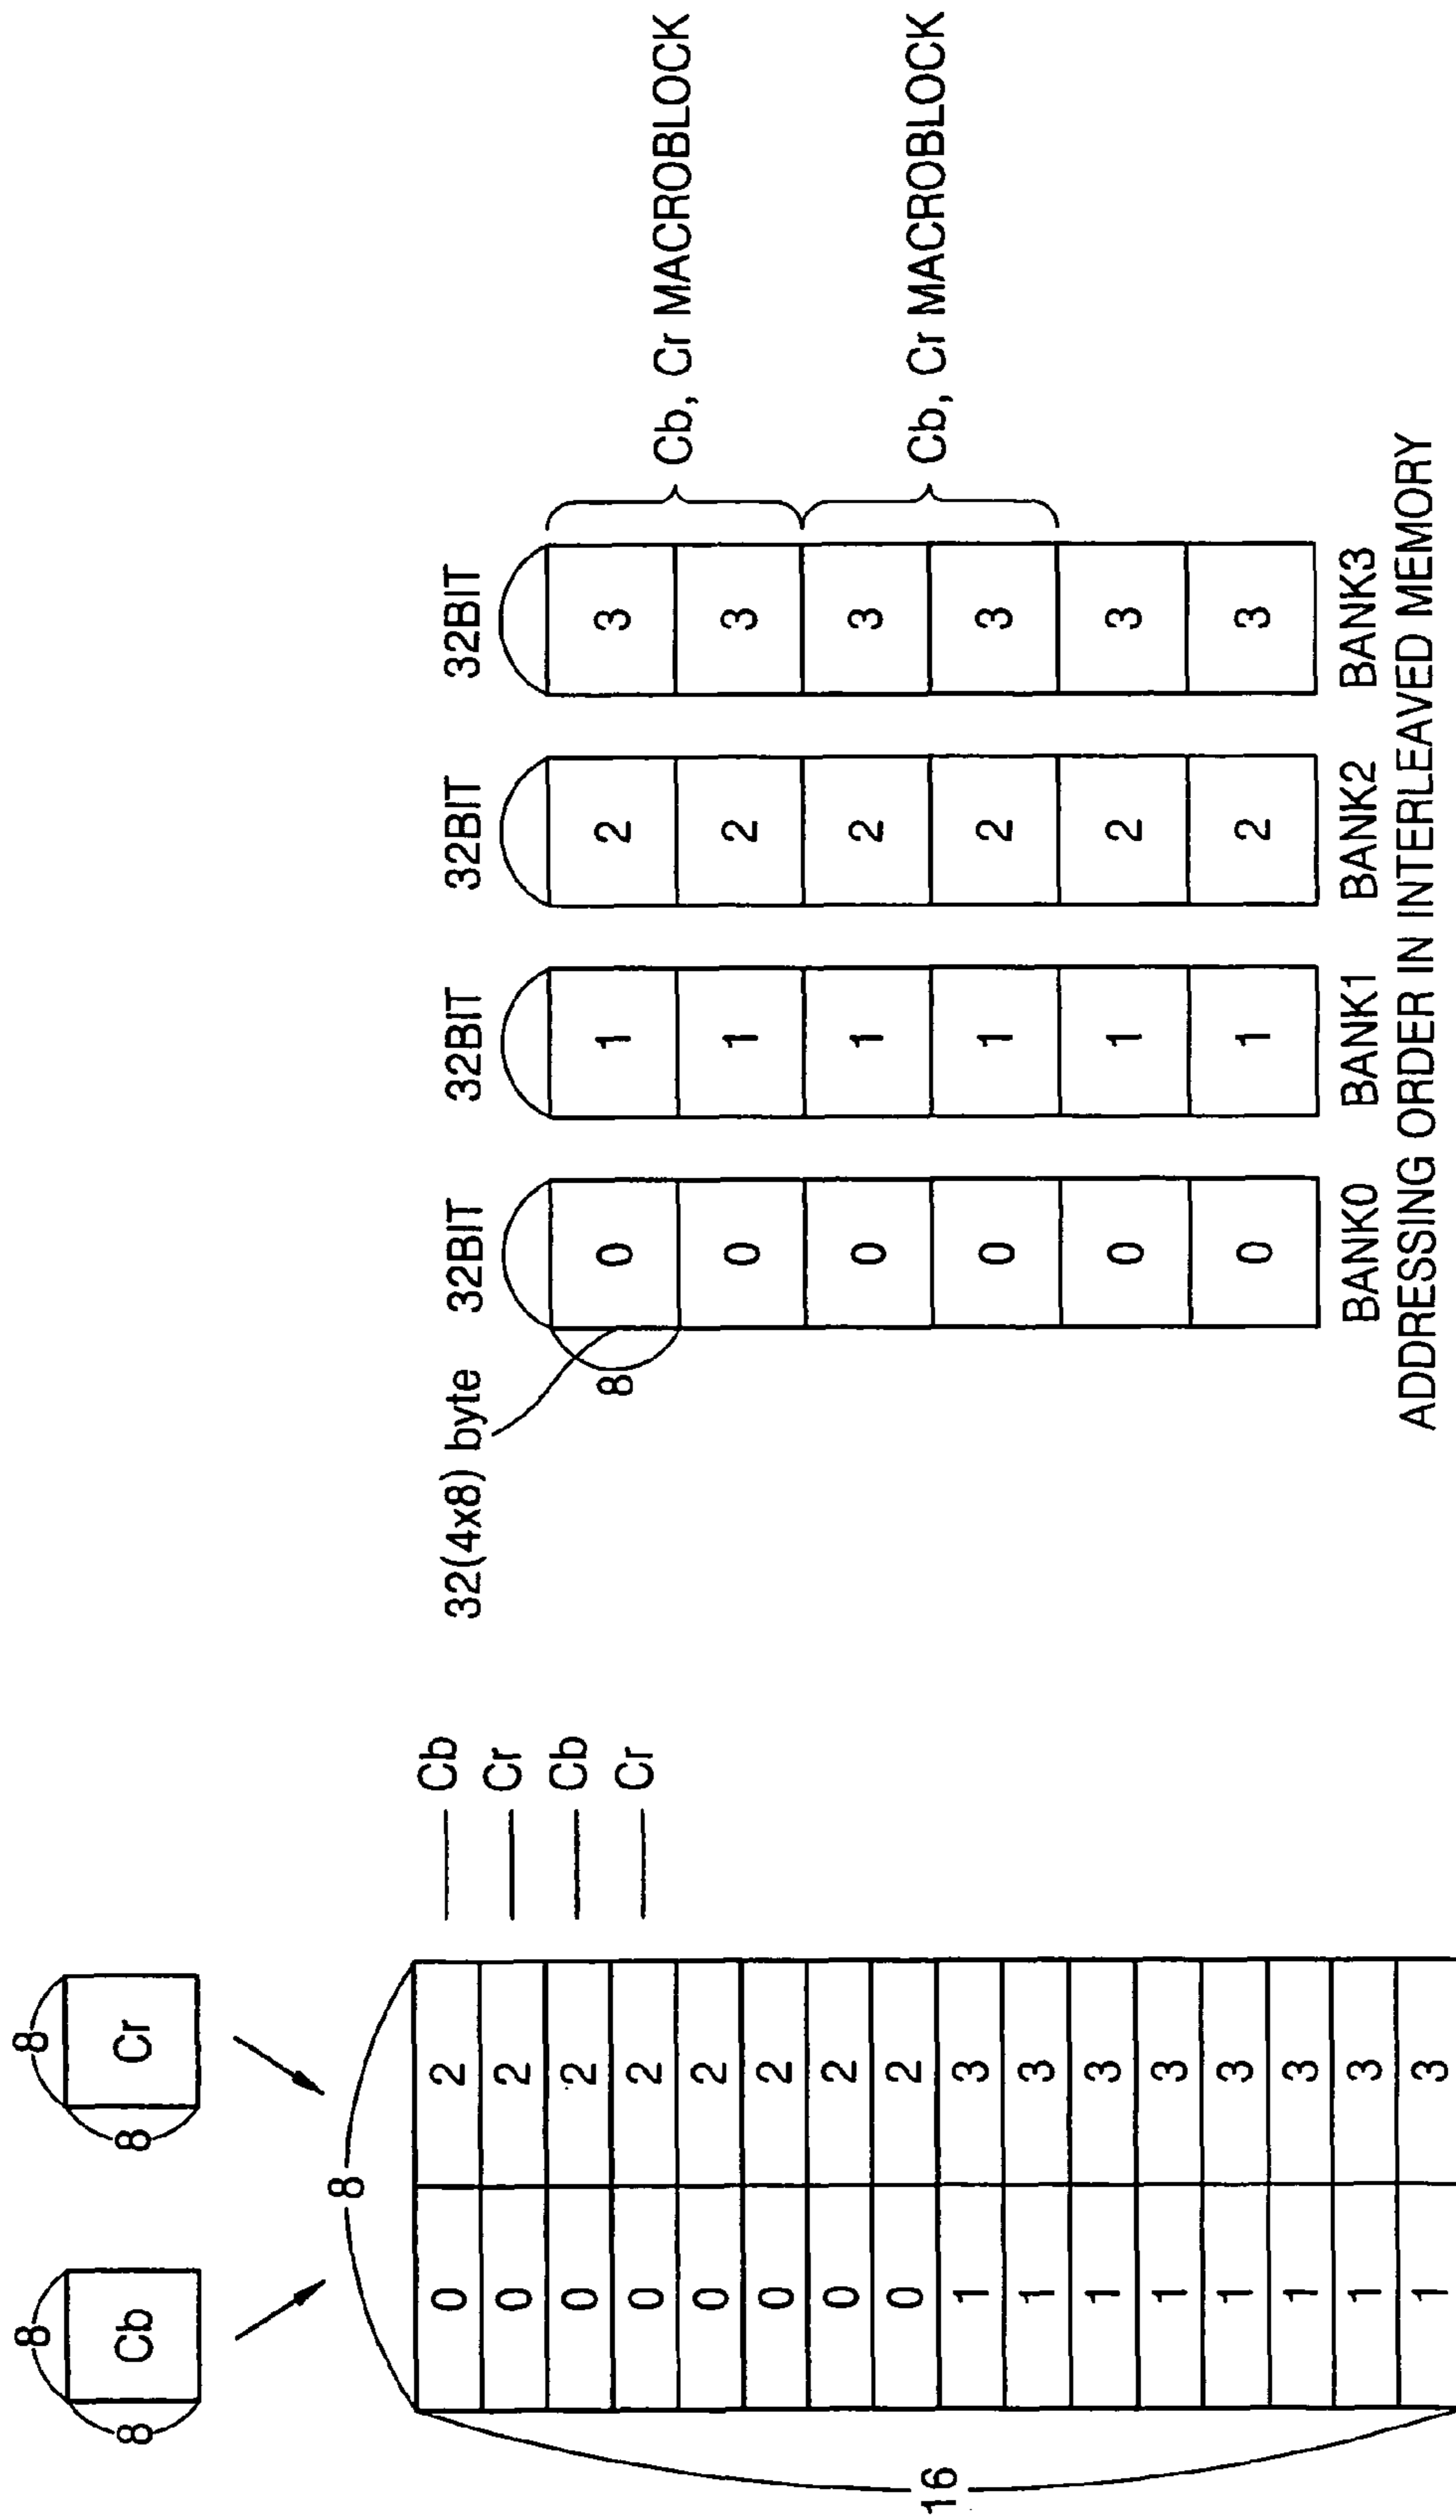 8 8
8 Cb 8 Cr
8
16
0 2 Cb
0 2 Cr
0 2 Cb
0 2 Cr
0 2
0 2
0 2
0 2
1 3
1 3
1 3
1 3
1 3
1 3
1 3
1 3
32(4x8) byte 32BIT 32BIT 32BIT 32BIT
8 0 1 2 3
0 1 2 3
Cb, Cr MACROBLOCK
0 1 2 3
0 1 2 3
Cb, Cr MACROBLOCK
0 1 2 3
0 1 2 3
BANK0 BANK1 BANK2 BANK3
ADDRESSING ORDER IN INTERLEAVED MEMORY